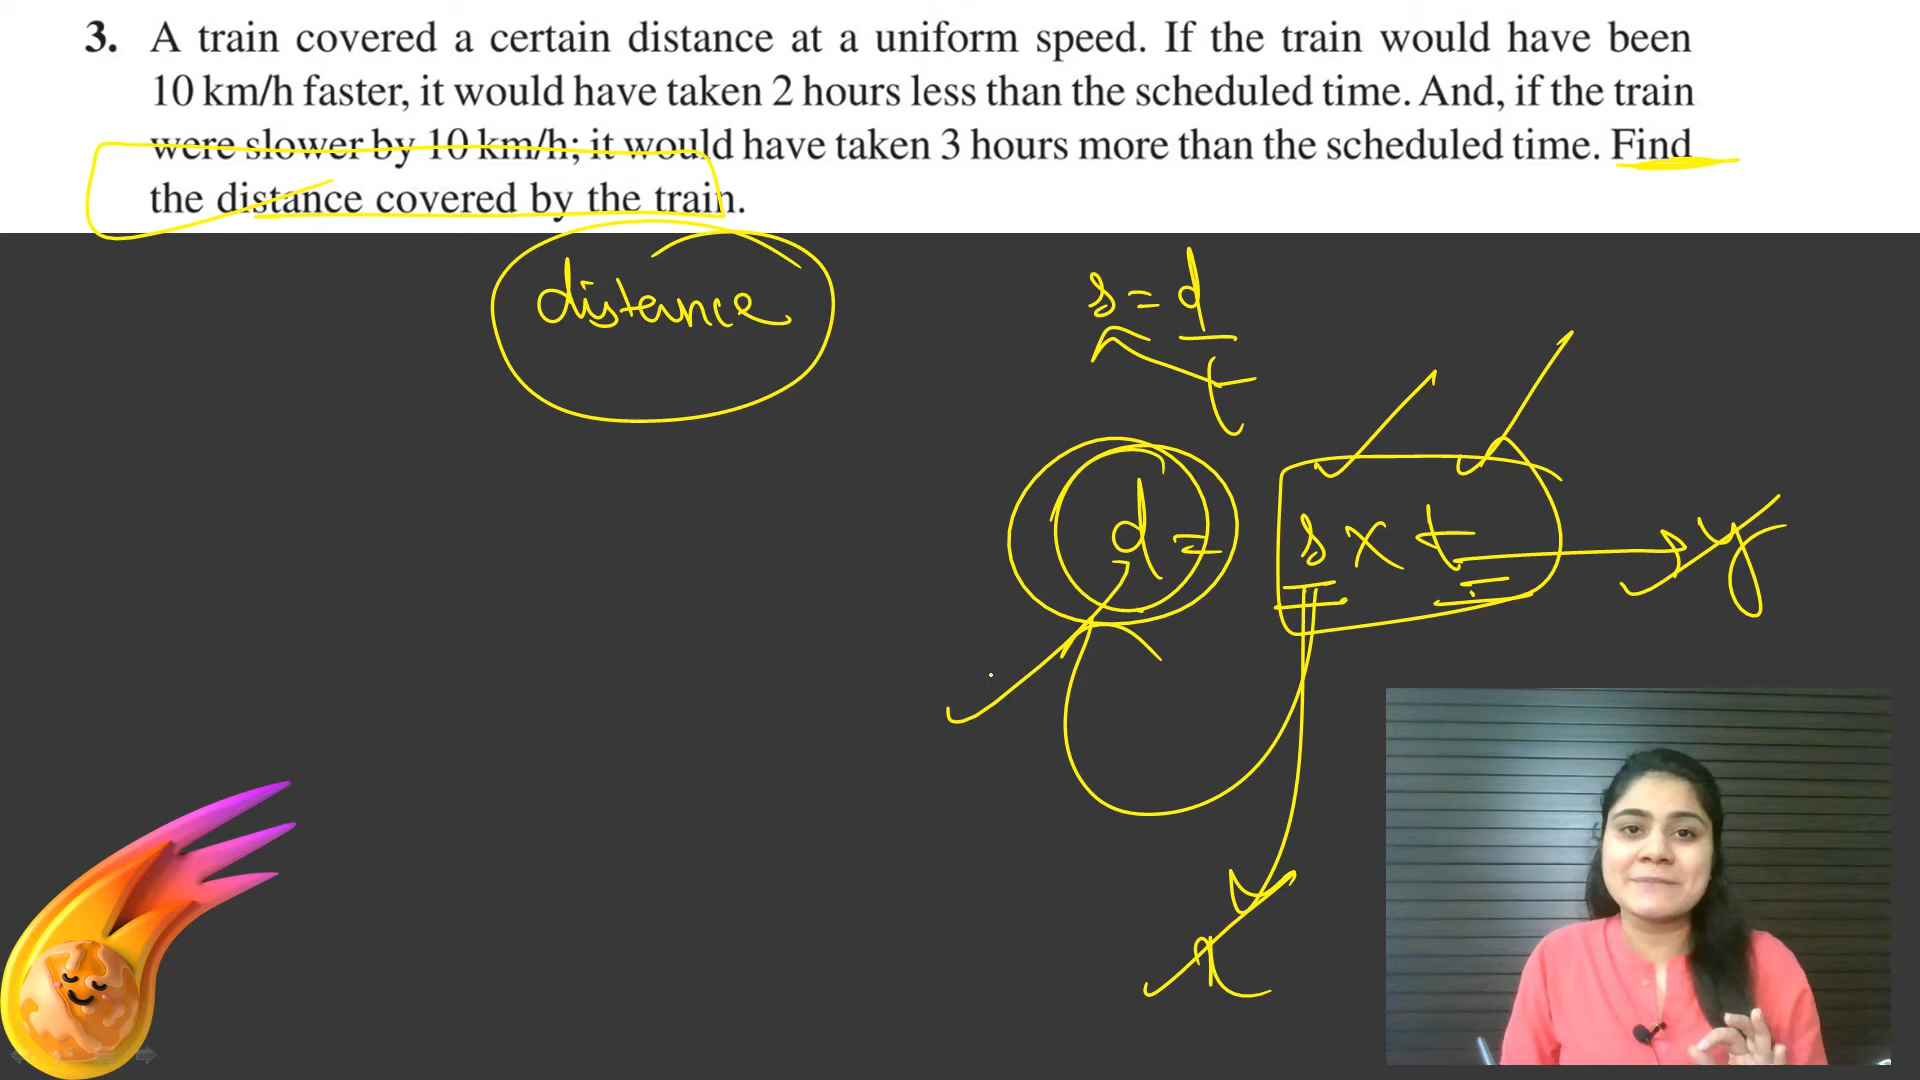 3. A train covered a certain distance at a uniform speed. If the train would have been
10 km/h faster, it would have taken 2 hours less than the scheduled time. And, if the train
were slower by 10 km/h; it would have taken 3 hours more than the scheduled time. Find
the distance covered by the train.
distance
s = d
t
d = s x t
y
x